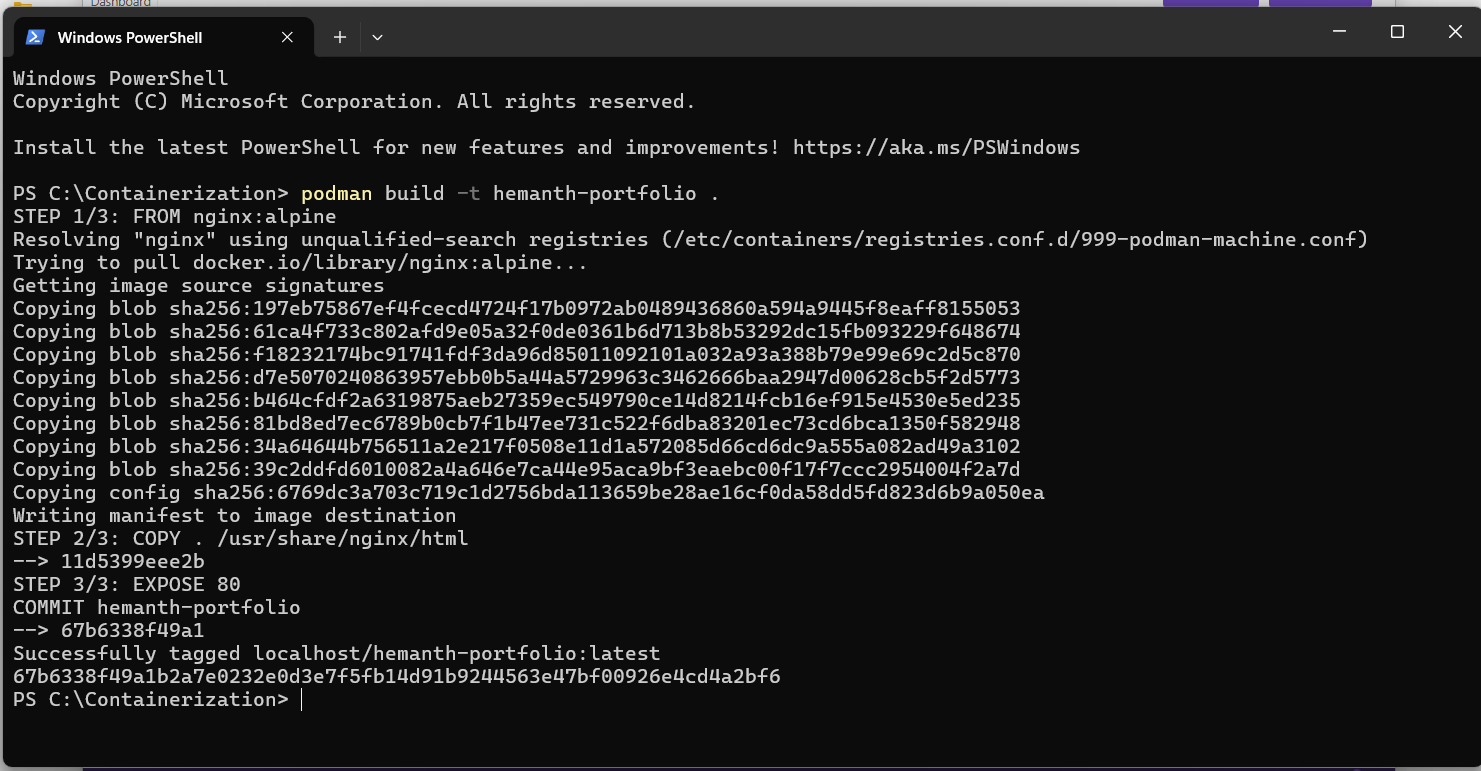 Dashboard
Windows PowerShell
Windows PowerShell
Copyright (C) Microsoft Corporation. All rights reserved.
Install the latest PowerShell for new features and improvements! https://aka.ms/PSWindows
PS C:\Containerization> podman build -t hemanth-portfolio .
STEP 1/3: FROM nginx:alpine
Resolving "nginx" using unqualified-search registries (/etc/containers/registries.conf.d/999-podman-machine.conf)
Trying to pull docker.io/library/nginx:alpine...
Getting image source signatures
Copying blob sha256:197eb75867ef4fcecd4724f17b0972ab0489436860a594a9445f8eaff8155053
Copying blob sha256:61ca4f733c802afd9e05a32f0de0361b6d713b8b53292dc15fb093229f648674
Copying blob sha256:f18232174bc91741fdf3da96d85011092101a032a93a388b79e99e69c2d5c870
Copying blob sha256:d7e5070240863957ebb0b5a44a5729963c3462666baa2947d00628cb5f2d5773
Copying blob sha256:b464cfdf2a6319875aeb27359ec549790ce14d8214fcb16ef915e4530e5ed235
Copying blob sha256:81bd8ed7ec6789b0cb7f1b47ee731c522f6dba83201ec73cd6bca1350f582948
Copying blob sha256:34a64644b756511a2e217f0508e11d1a572085d66cd6dc9a555a082ad49a3102
Copying blob sha256:39c2ddfd6010082a4a646e7ca44e95aca9bf3eaebc00f17f7ccc2954004f2a7d
Copying config sha256:6769dc3a703c719c1d2756bda113659be28ae16cf0da58dd5fd823d6b9a050ea
Writing manifest to image destination
STEP 2/3: COPY . /usr/share/nginx/html
--> 11d5399eee2b
STEP 3/3: EXPOSE 80
COMMIT hemanth-portfolio
--> 67b6338f49a1
Successfully tagged localhost/hemanth-portfolio:latest
67b6338f49a1b2a7e0232e0d3e7f5fb14d91b9244563e47bf00926e4cd4a2bf6
PS C:\Containerization>